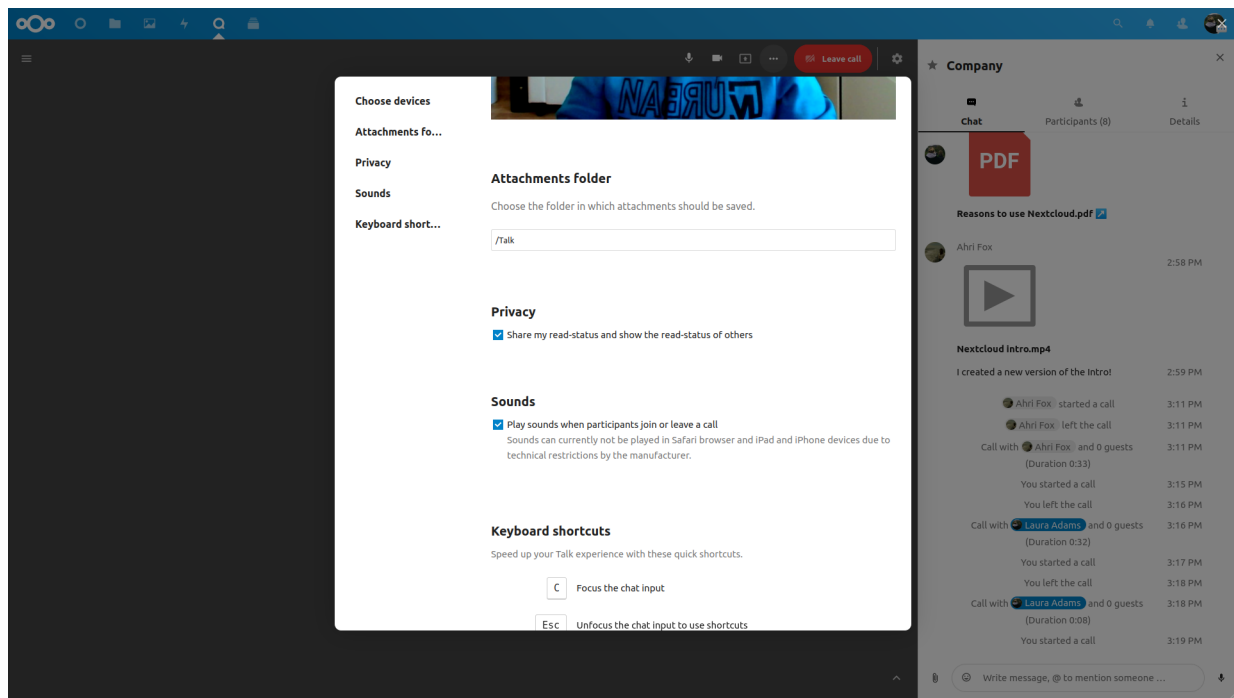 Leave call
Company
Chat
Participants (8)
Details
Choose devices
Attachments fo...
Privacy
Sounds
Keyboard short...
Attachments folder
Choose the folder in which attachments should be saved.
/Talk
Privacy
Share my read-status and show the read-status of others
Sounds
Play sounds when participants join or leave a call
Sounds can currently not be played in Safari browser and iPad and iPhone devices due to
technical restrictions by the manufacturer.
Keyboard shortcuts
Speed up your Talk experience with these quick shortcuts.
C Focus the chat input
Esc Unfocus the chat input to use shortcuts
PDF
Reasons to use Nextcloud.pdf
Ahri Fox
2:58 PM
Nextcloud intro.mp4
I created a new version of the Intro! 2:59 PM
Ahri Fox started a call 3:11 PM
Ahri Fox left the call 3:11 PM
Call with Ahri Fox and 0 guests 3:11 PM
(Duration 0:33)
You started a call 3:15 PM
You left the call 3:16 PM
Call with Laura Adams and 0 guests 3:16 PM
(Duration 0:32)
You started a call 3:17 PM
You left the call 3:18 PM
Call with Laura Adams and 0 guests 3:18 PM
(Duration 0:08)
You started a call 3:19 PM
Write message, @ to mention someone ...